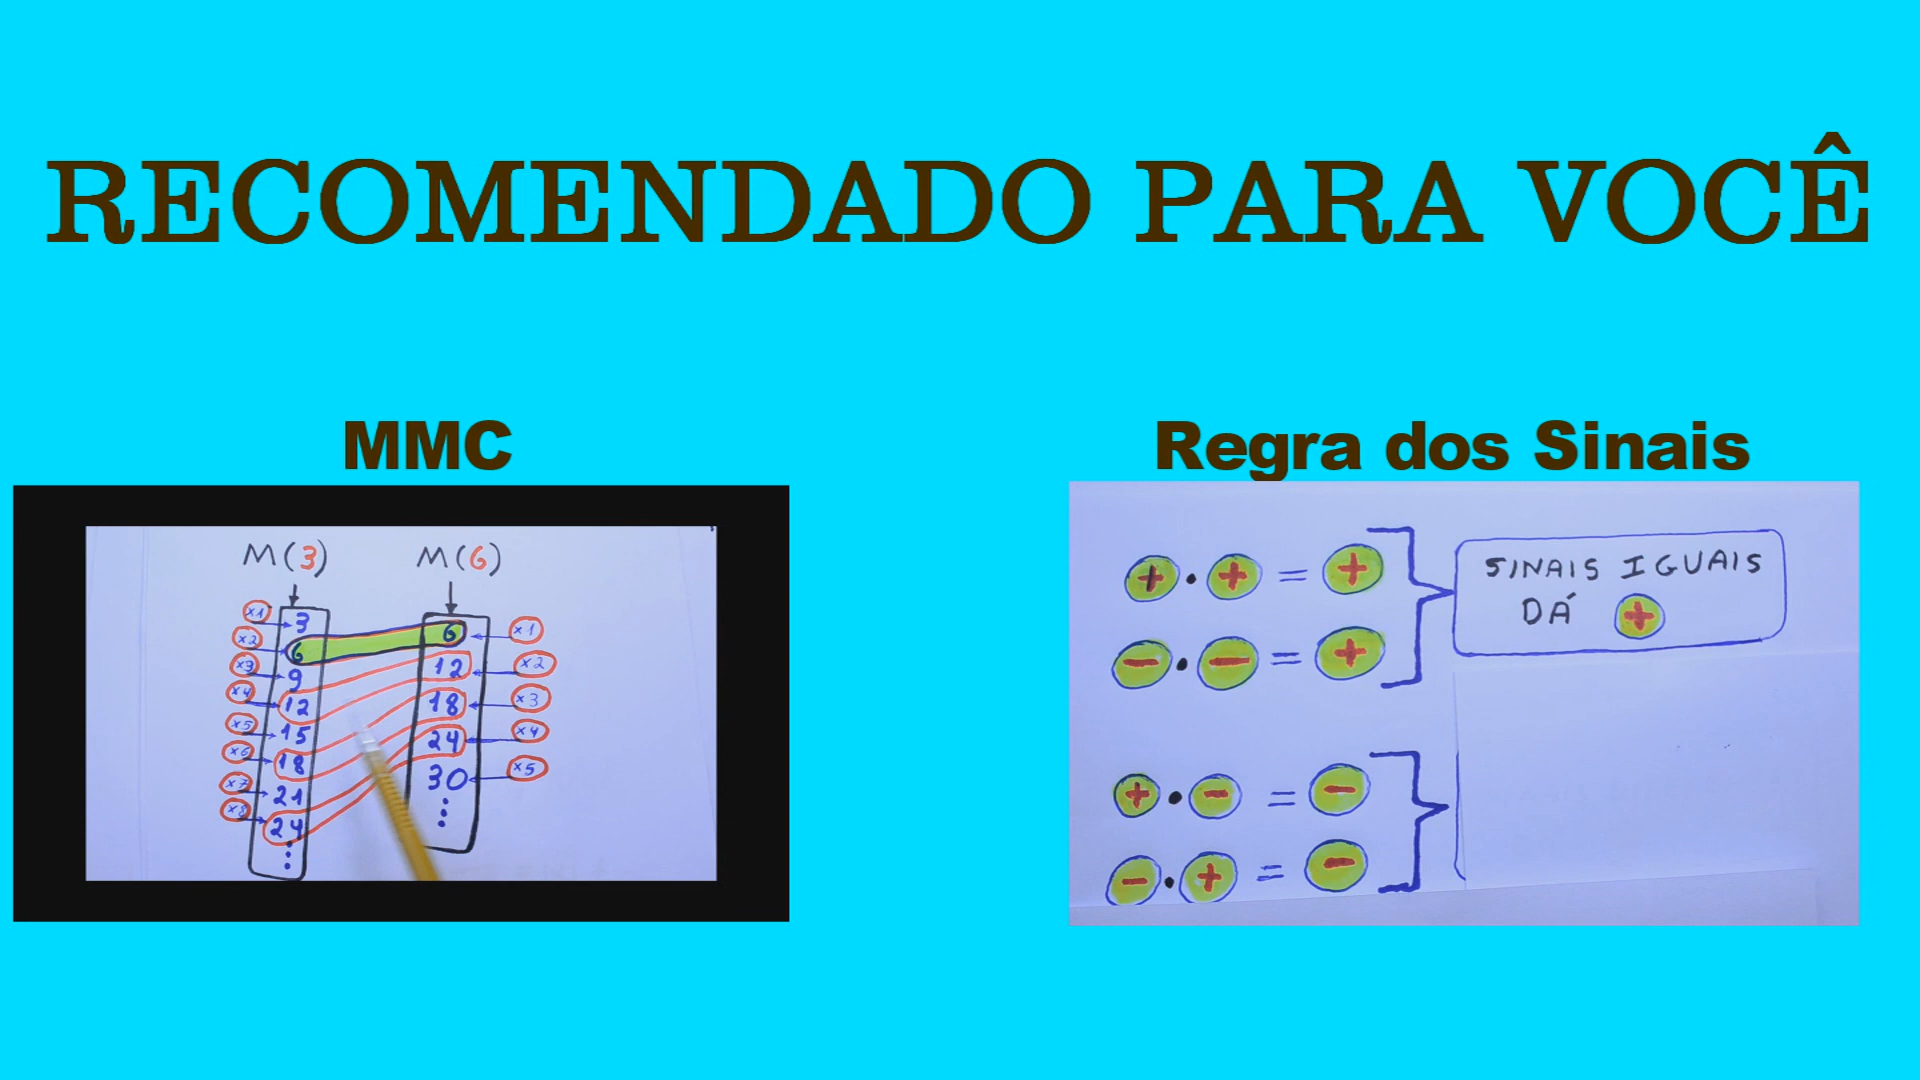 RECOMENDADO PARA VOCÊ
MMC
M(3) M(6)
x1 3 6 x1
x2 6 12 x2
x3 9 18 x3
x4 12 24 x4
x5 15 30 x5
x6 18
x7 21
x8 24
Regra dos Sinais
+ . + = +
- . - = +
SINAIS IGUAIS
DÁ +
+ . - = -
- . + = -